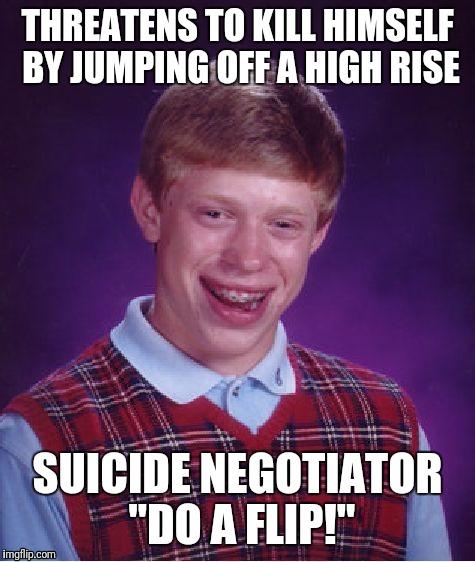 THREATENS TO KILL HIMSELF
BY JUMPING OFF A HIGH RISE
SUICIDE NEGOTIATOR
"DO A FLIP!"
imgflip.com